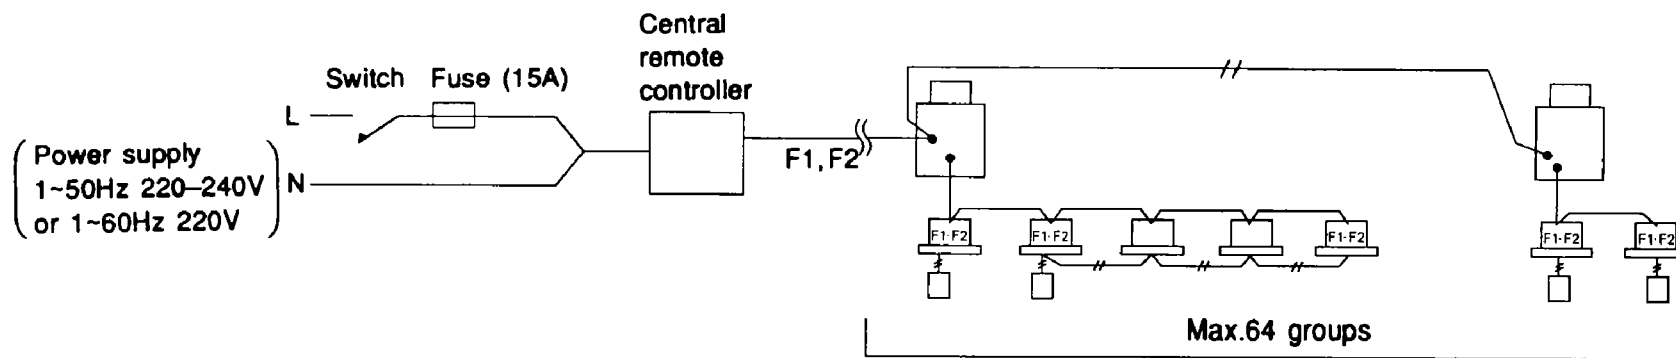 Central
remote
controller
Switch Fuse (15A)
L
Power supply
1~50Hz 220–240V
or 1~60Hz 220V
N
F1, F2
F1·F2
F1·F2
F1·F2
F1·F2
F1·F2
Max.64 groups